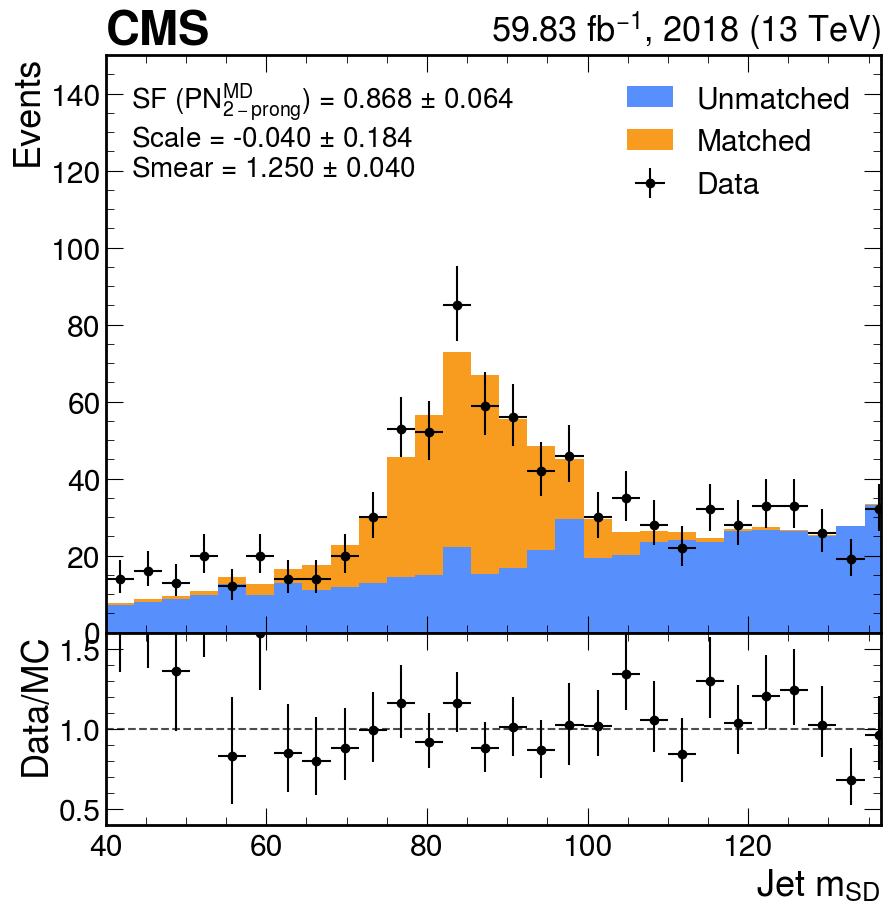 CMS 59.83 fb⁻¹, 2018 (13 TeV)
Events
SF (PN^MD_2−prong) = 0.868 ± 0.064
Scale = -0.040 ± 0.184
Smear = 1.250 ± 0.040
Unmatched
Matched
Data
140
120
100
80
60
40
20
0
Data/MC
1.5
1.0
0.5
40 60 80 100 120
Jet m_SD